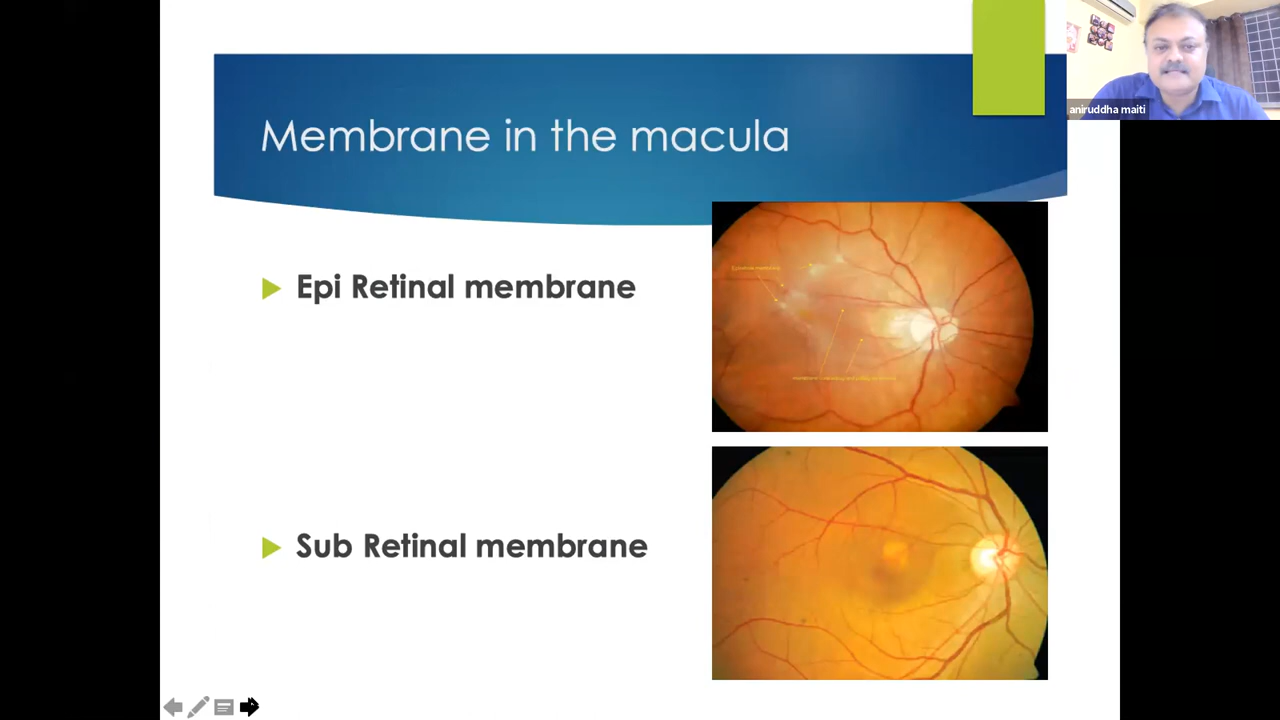 Membrane in the macula
aniruddha maiti
Epi Retinal membrane
Sub Retinal membrane